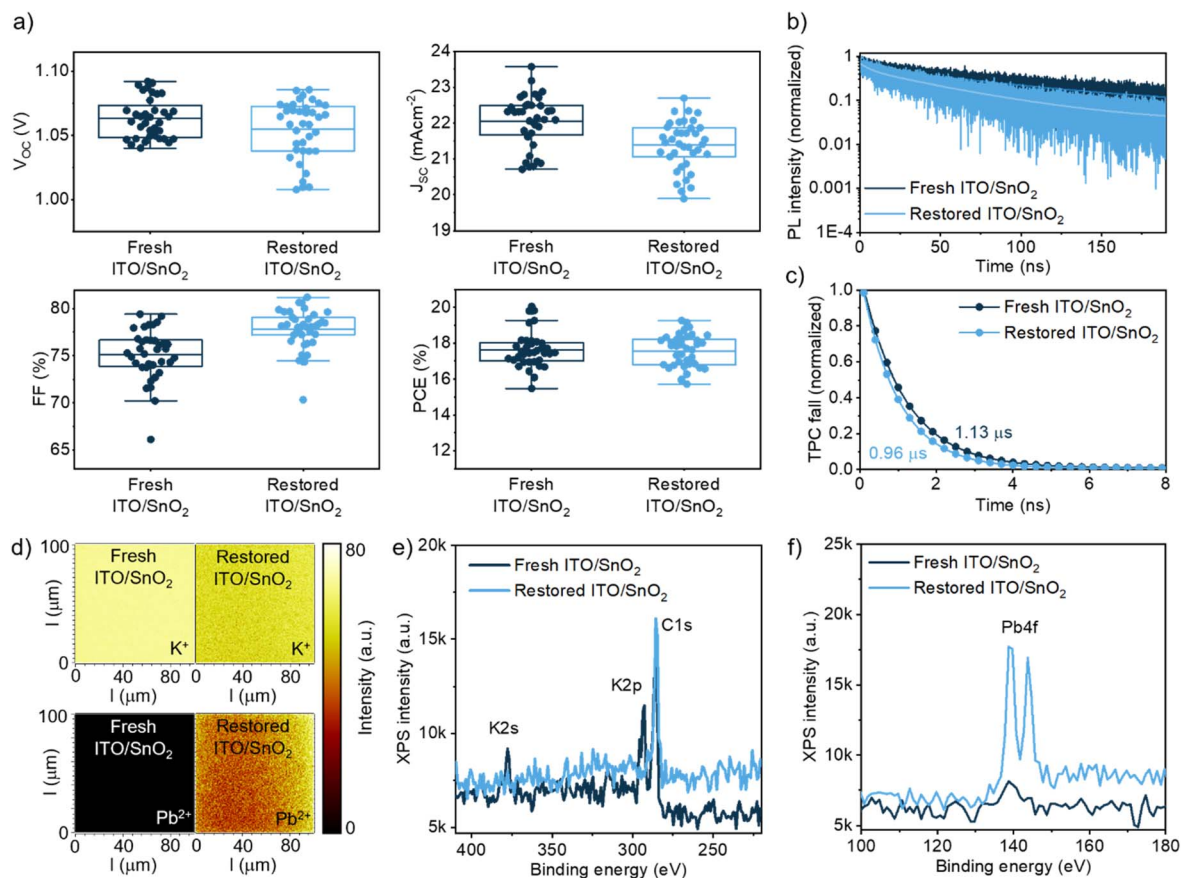 a)
1.10
1.05
1.00
V_OC (V)
Fresh
ITO/SnO₂
Restored
ITO/SnO₂
24
23
22
21
20
19
J_SC (mAcm⁻²)
Fresh
ITO/SnO₂
Restored
ITO/SnO₂
80
75
70
65
FF (%)
Fresh
ITO/SnO₂
Restored
ITO/SnO₂
22
20
18
16
14
12
PCE (%)
Fresh
ITO/SnO₂
Restored
ITO/SnO₂
b)
1
0.1
0.01
0.001
1E-4
PL intensity (normalized)
Fresh ITO/SnO₂
Restored ITO/SnO₂
0 50 100 150
Time (ns)
c)
1.0
0.8
0.6
0.4
0.2
0.0
TPC fall (normalized)
Fresh ITO/SnO₂
Restored ITO/SnO₂
1.13 µs
0.96 µs
0 2 4 6 8
Time (ns)
d)
100
0
l (µm)
Fresh
ITO/SnO₂
K⁺
Restored
ITO/SnO₂
K⁺
0 40 80
0 40 80
l (µm)
l (µm)
100
0
l (µm)
Fresh
ITO/SnO₂
Pb²⁺
Restored
ITO/SnO₂
Pb²⁺
0 40 80
0 40 80
l (µm)
l (µm)
80
0
Intensity (a.u.)
e)
20k
15k
10k
5k
XPS intensity (a.u.)
Fresh ITO/SnO₂
Restored ITO/SnO₂
C1s
K2p
K2s
400 350 300 250
Binding energy (eV)
f)
25k
20k
15k
10k
5k
XPS intensity (a.u.)
Fresh ITO/SnO₂
Restored ITO/SnO₂
Pb4f
100 120 140 160 180
Binding energy (eV)